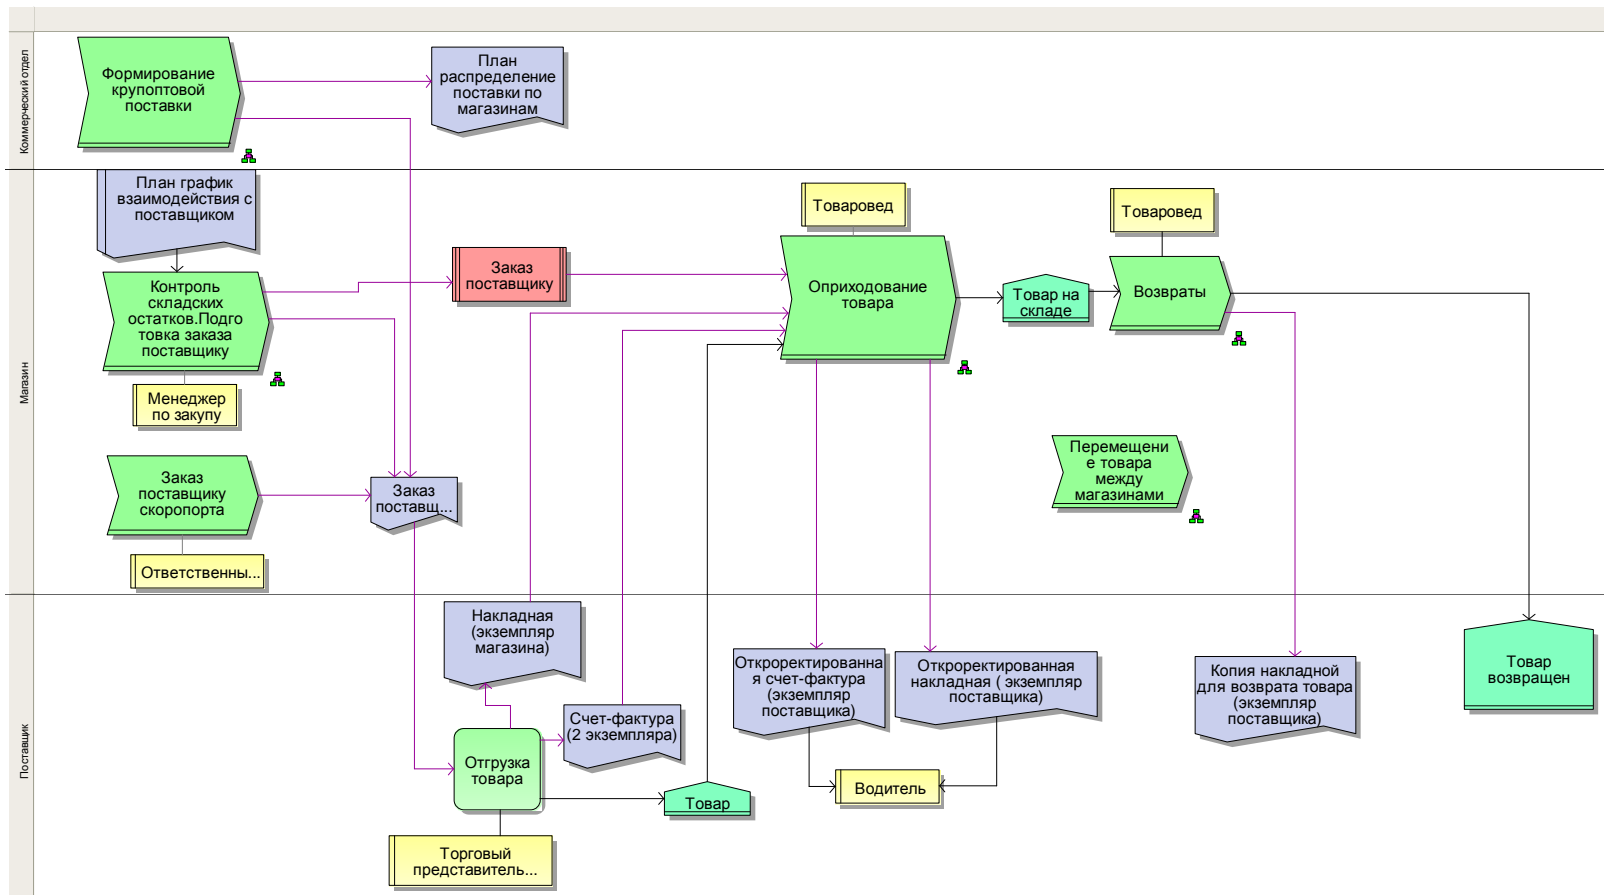 Коммерческий отдел
Формирование
крупоптовой
поставки
План
распределение
поставки по
магазинам
Магазин
План график
взаимодействия с
поставщиком
Контроль
складских
остатков.Подго
товка заказа
поставщику
Менеджер
по закупу
Заказ
поставщику
скоропорта
Ответственны...
Заказ
поставщику
Заказ
поставщ...
Товаровед
Оприходование
товара
Товар на
складе
Товаровед
Возвраты
Перемещени
е товара
между
магазинами
Поставщик
Накладная
(экземпляр
магазина)
Счет-фактура
(2 экземпляра)
Отгрузка
товара
Торговый
представитель...
Товар
Откроректированна
я счет-фактура
(экземпляр
поставщика)
Откроректированная
накладная ( экземпляр
поставщика)
Водитель
Копия накладной
для возврата товара
(экземпляр
поставщика)
Товар
возвращен